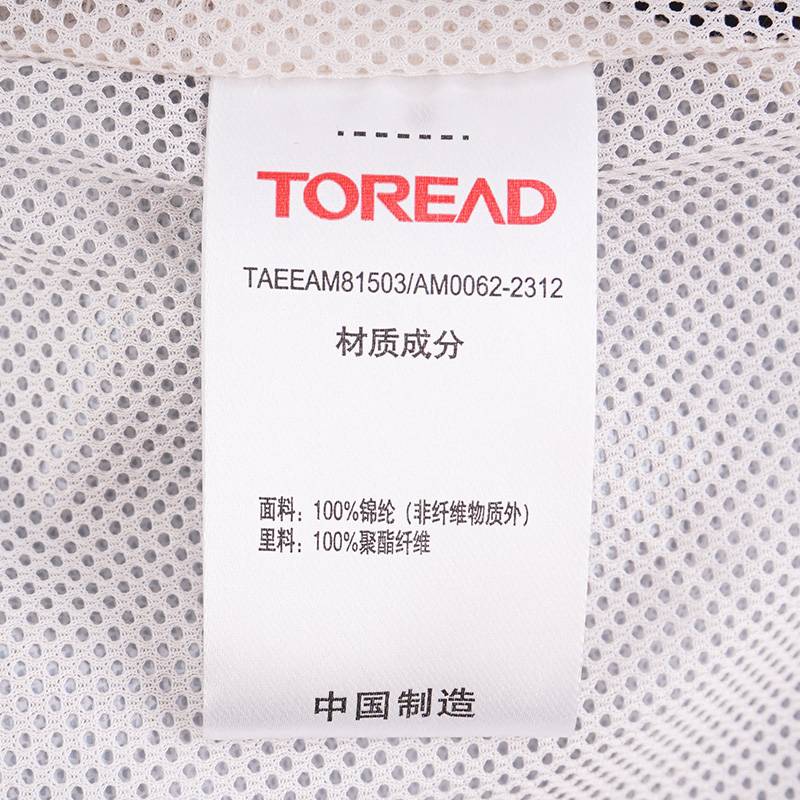 TOREAD
TAEEAM81503/AM0062-2312
材质成分
面料：100%锦纶（非纤维物质外）
里料：100%聚酯纤维
中国制造